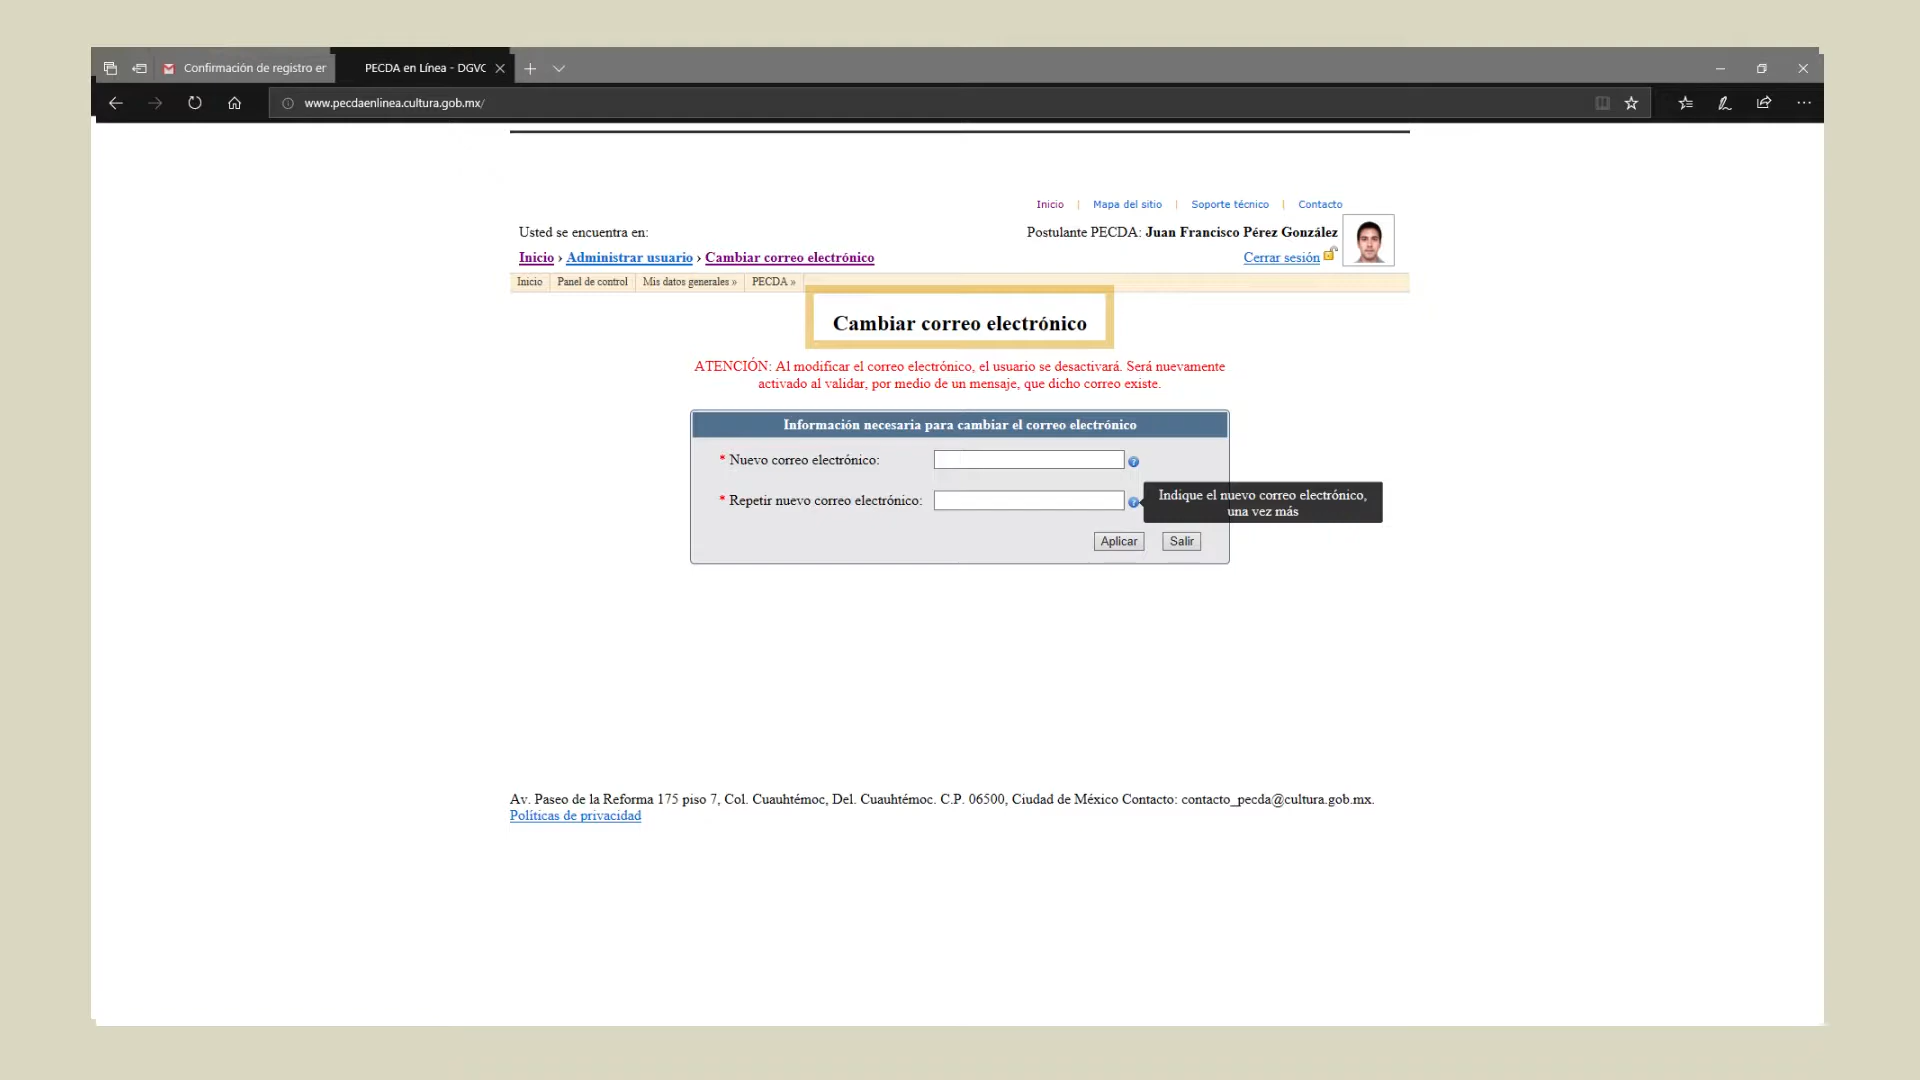 Confirmación de registro er
PECDA en Línea - DGVC
www.pecdaenlinea.cultura.gob.mx/
Inicio | Mapa del sitio | Soporte técnico | Contacto
Usted se encuentra en:
Postulante PECDA: Juan Francisco Pérez González
Inicio › Administrar usuario › Cambiar correo electrónico
Cerrar sesión
Inicio Panel de control Mis datos generales » PECDA »
Cambiar correo electrónico
ATENCIÓN: Al modificar el correo electrónico, el usuario se desactivará. Será nuevamente
activado al validar, por medio de un mensaje, que dicho correo existe.
Información necesaria para cambiar el correo electrónico
* Nuevo correo electrónico:
* Repetir nuevo correo electrónico:
Indique el nuevo correo electrónico,
una vez más
Aplicar Salir
Av. Paseo de la Reforma 175 piso 7, Col. Cuauhtémoc, Del. Cuauhtémoc. C.P. 06500, Ciudad de México Contacto: contacto_pecda@cultura.gob.mx.
Políticas de privacidad